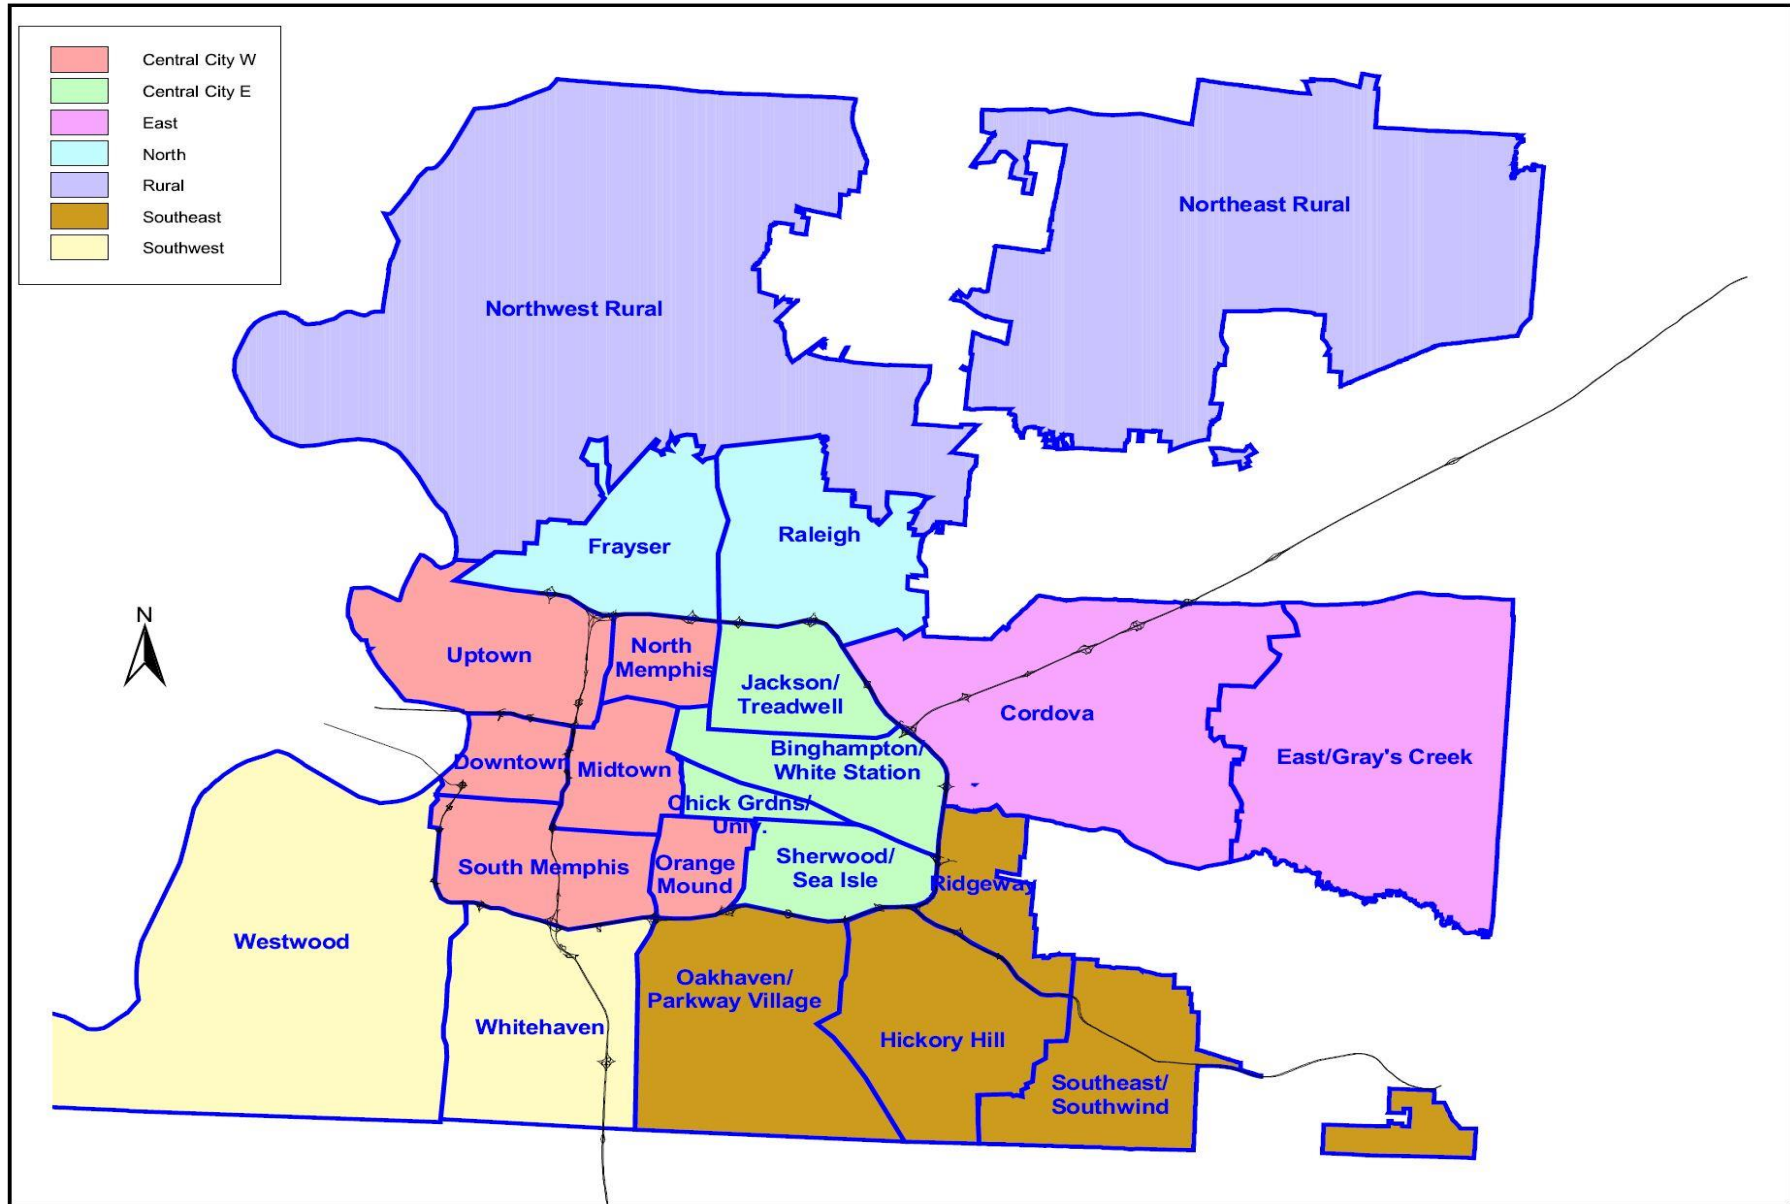 Central City W
Central City E
East
North
Rural
Southeast
Southwest
Northeast Rural
Northwest Rural
Frayser
Raleigh
N
Uptown
North
Memphis
Jackson/
Treadwell
Cordova
East/Gray's Creek
Downtown
Midtown
Binghampton/
White Station
Chick Grdns/
Univ.
South Memphis
Orange
Mound
Sherwood/
Sea Isle
Ridgeway
Westwood
Whitehaven
Oakhaven/
Parkway Village
Hickory Hill
Southeast/
Southwind